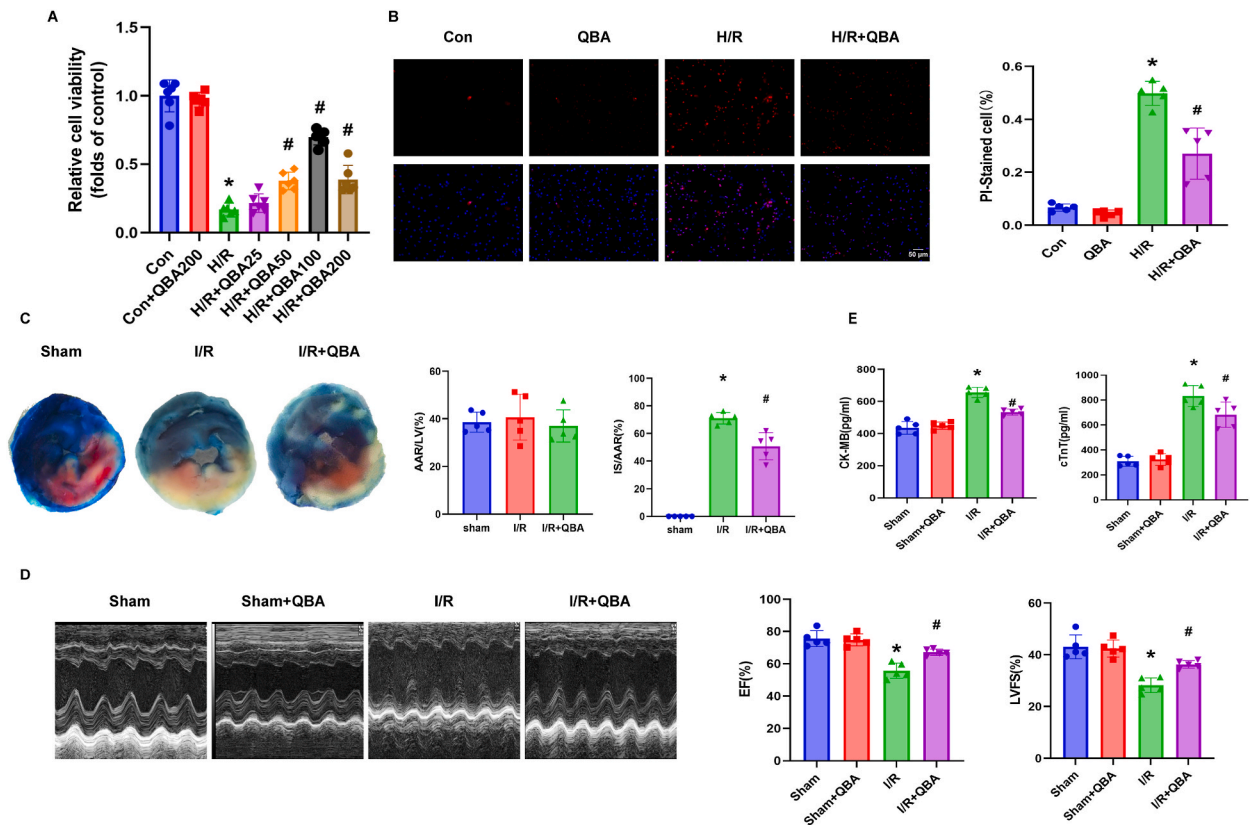 A
Relative cell viability
(folds of control)
1.5
1.0
0.5
0.0
*
#
#
#
Con
Con+QBA200
H/R
H/R+QBA25
H/R+QBA50
H/R+QBA100
H/R+QBA200
B
Con
QBA
H/R
H/R+QBA
50 μm
PI-Stained cell(%)
0.6
0.4
0.2
0.0
*
#
Con
QBA
H/R
H/R+QBA
C
Sham
I/R
I/R+QBA
AAR/LV(%)
60
40
20
0
sham
I/R
I/R+QBA
IS/AAR(%)
100
80
60
40
20
0
*
#
sham
I/R
I/R+QBA
E
CK-MB(pg/ml)
800
600
400
200
0
*
#
Sham
Sham+QBA
I/R
I/R+QBA
cTnT(pg/ml)
1000
800
600
400
200
0
*
#
Sham
Sham+QBA
I/R
I/R+QBA
D
Sham
Sham+QBA
I/R
I/R+QBA
EF(%)
100
80
60
40
20
0
*
#
Sham
Sham+QBA
I/R
I/R+QBA
LVFS(%)
60
40
20
0
*
#
Sham
Sham+QBA
I/R
I/R+QBA